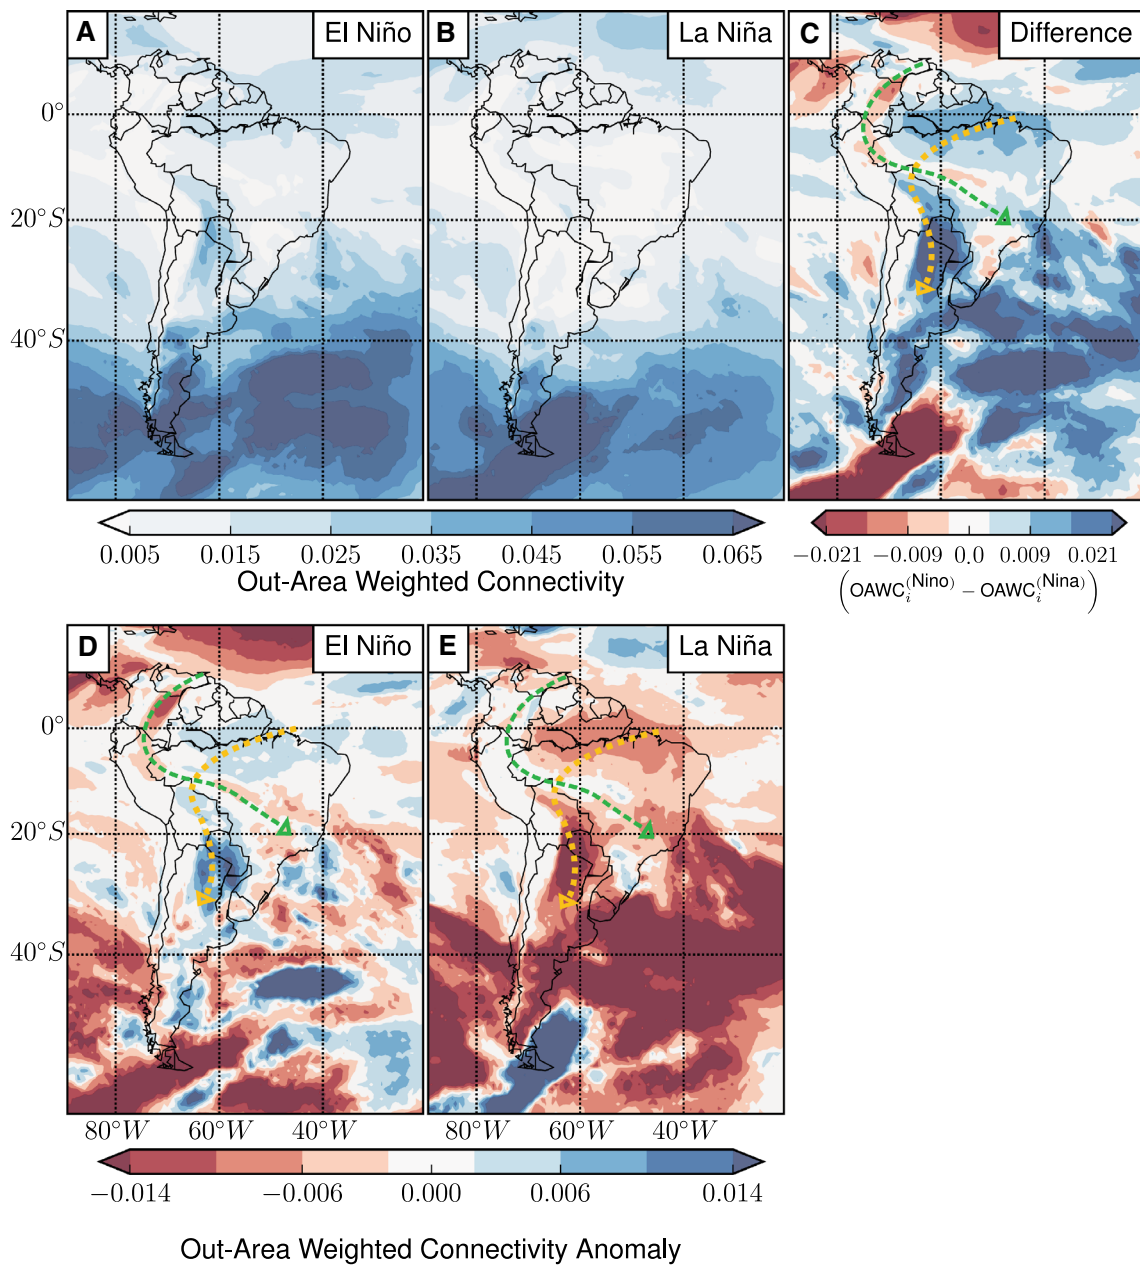 A El Niño B La Niña C Difference
0°
20°S
40°S
0.005 0.015 0.025 0.035 0.045 0.055 0.065
Out-Area Weighted Connectivity
−0.021 −0.009 0.0 0.009 0.021
(OAWC_i^(Nino) − OAWC_i^(Nina))
D El Niño E La Niña
0°
20°S
40°S
80°W 60°W 40°W 80°W 60°W 40°W
−0.014 −0.006 0.000 0.006 0.014
Out-Area Weighted Connectivity Anomaly